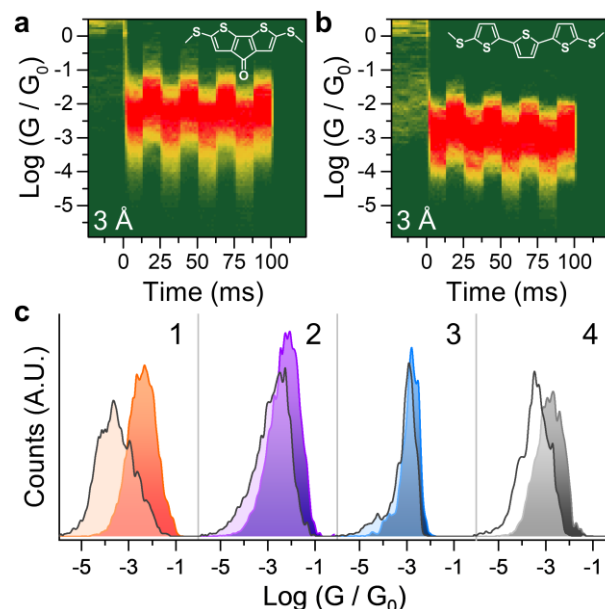 a
b
0
-1
-2
-3
-4
-5
Log (G / G₀)
S
S
S
S
O
3 Å
0 25 50 75 100
Time (ms)
0
-1
-2
-3
-4
-5
Log (G / G₀)
S
S
S
S
S
3 Å
0 25 50 75 100
Time (ms)
c
1 2 3 4
Counts (A.U.)
-5 -3 -1 -5 -3 -1 -5 -3 -1 -5 -3 -1
Log (G / G₀)